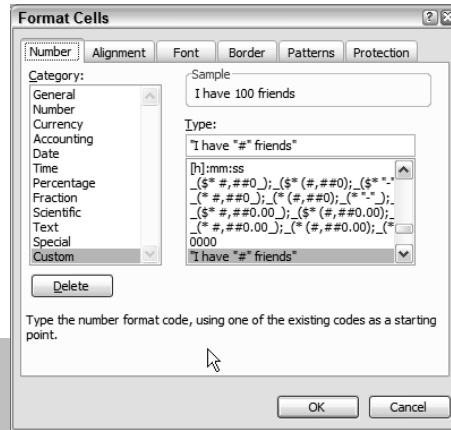 Format Cells
Number Alignment Font Border Patterns Protection
Category:
General
Number
Currency
Accounting
Date
Time
Percentage
Fraction
Scientific
Text
Special
Custom
Sample
I have 100 friends
Type:
"I have "#" friends"
[h]:mm:ss
_($* #,##0_);_($* (#,##0);_($* "-"
_(* #,##0_);_(* (#,##0);_(* "-"_);_
_($* #,##0.00_);_($* (#,##0.00);_
_(* #,##0.00_);_(* (#,##0.00);_(*
0000
"I have "#" friends"
Delete
Type the number format code, using one of the existing codes as a starting
point.
OK Cancel